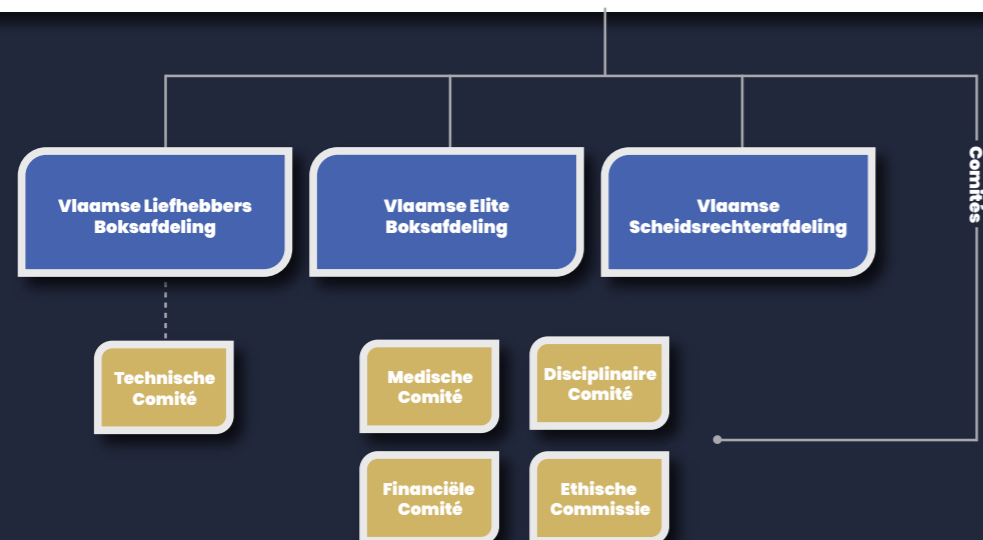 Vlaamse Liefhebbers
Boksafdeling
Vlaamse Elite
Boksafdeling
Vlaamse
Scheidsrechterafdeling
Comités
Technische
Comité
Medische
Comité
Disciplinaire
Comité
Financiële
Comité
Ethische
Commissie